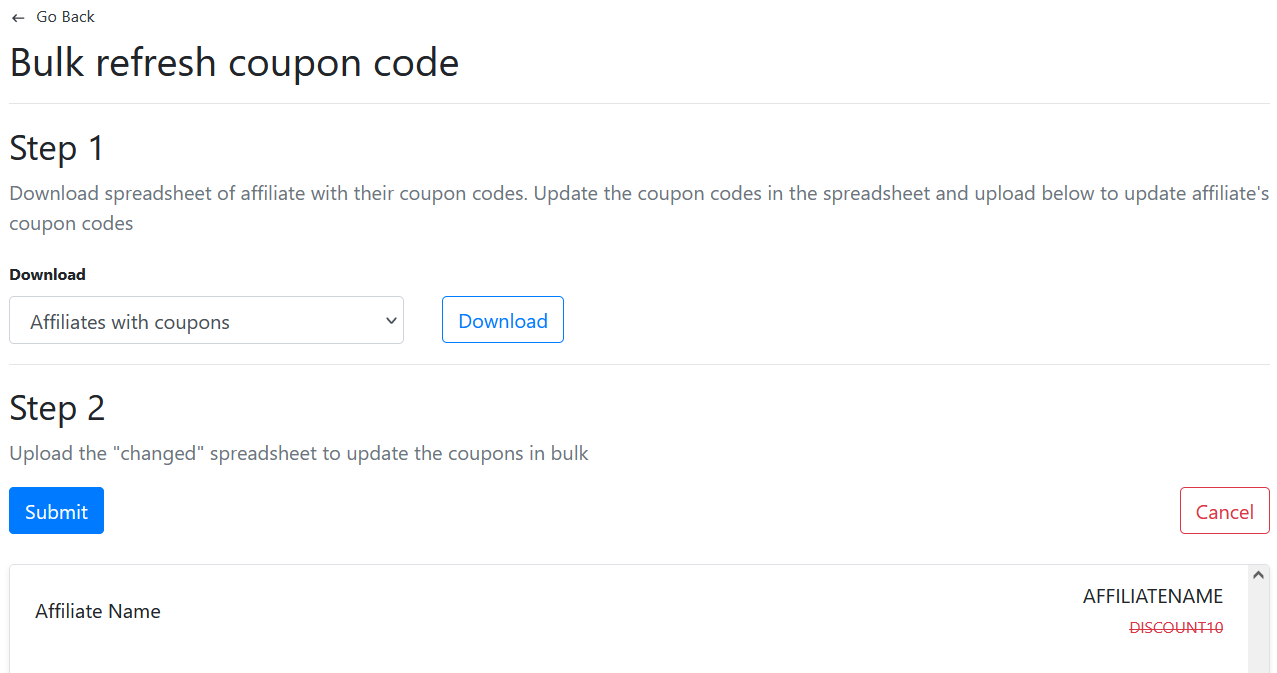 ← Go Back
Bulk refresh coupon code
Step 1
Download spreadsheet of affiliate with their coupon codes. Update the coupon codes in the spreadsheet and upload below to update affiliate's
coupon codes
Download
Affiliates with coupons
Download
Step 2
Upload the "changed" spreadsheet to update the coupons in bulk
Submit
Cancel
Affiliate Name
AFFILIATENAME
DISCOUNT10